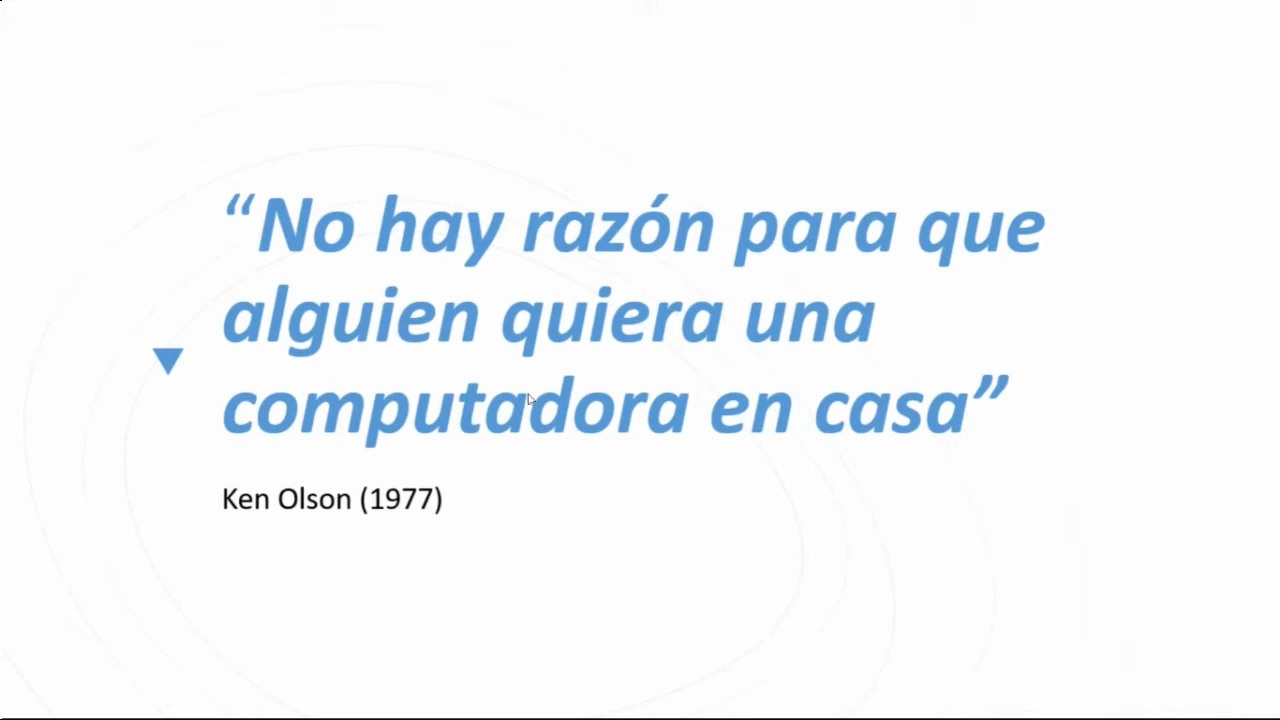 “No hay razón para que
alguien quiera una
computadora en casa”
Ken Olson (1977)